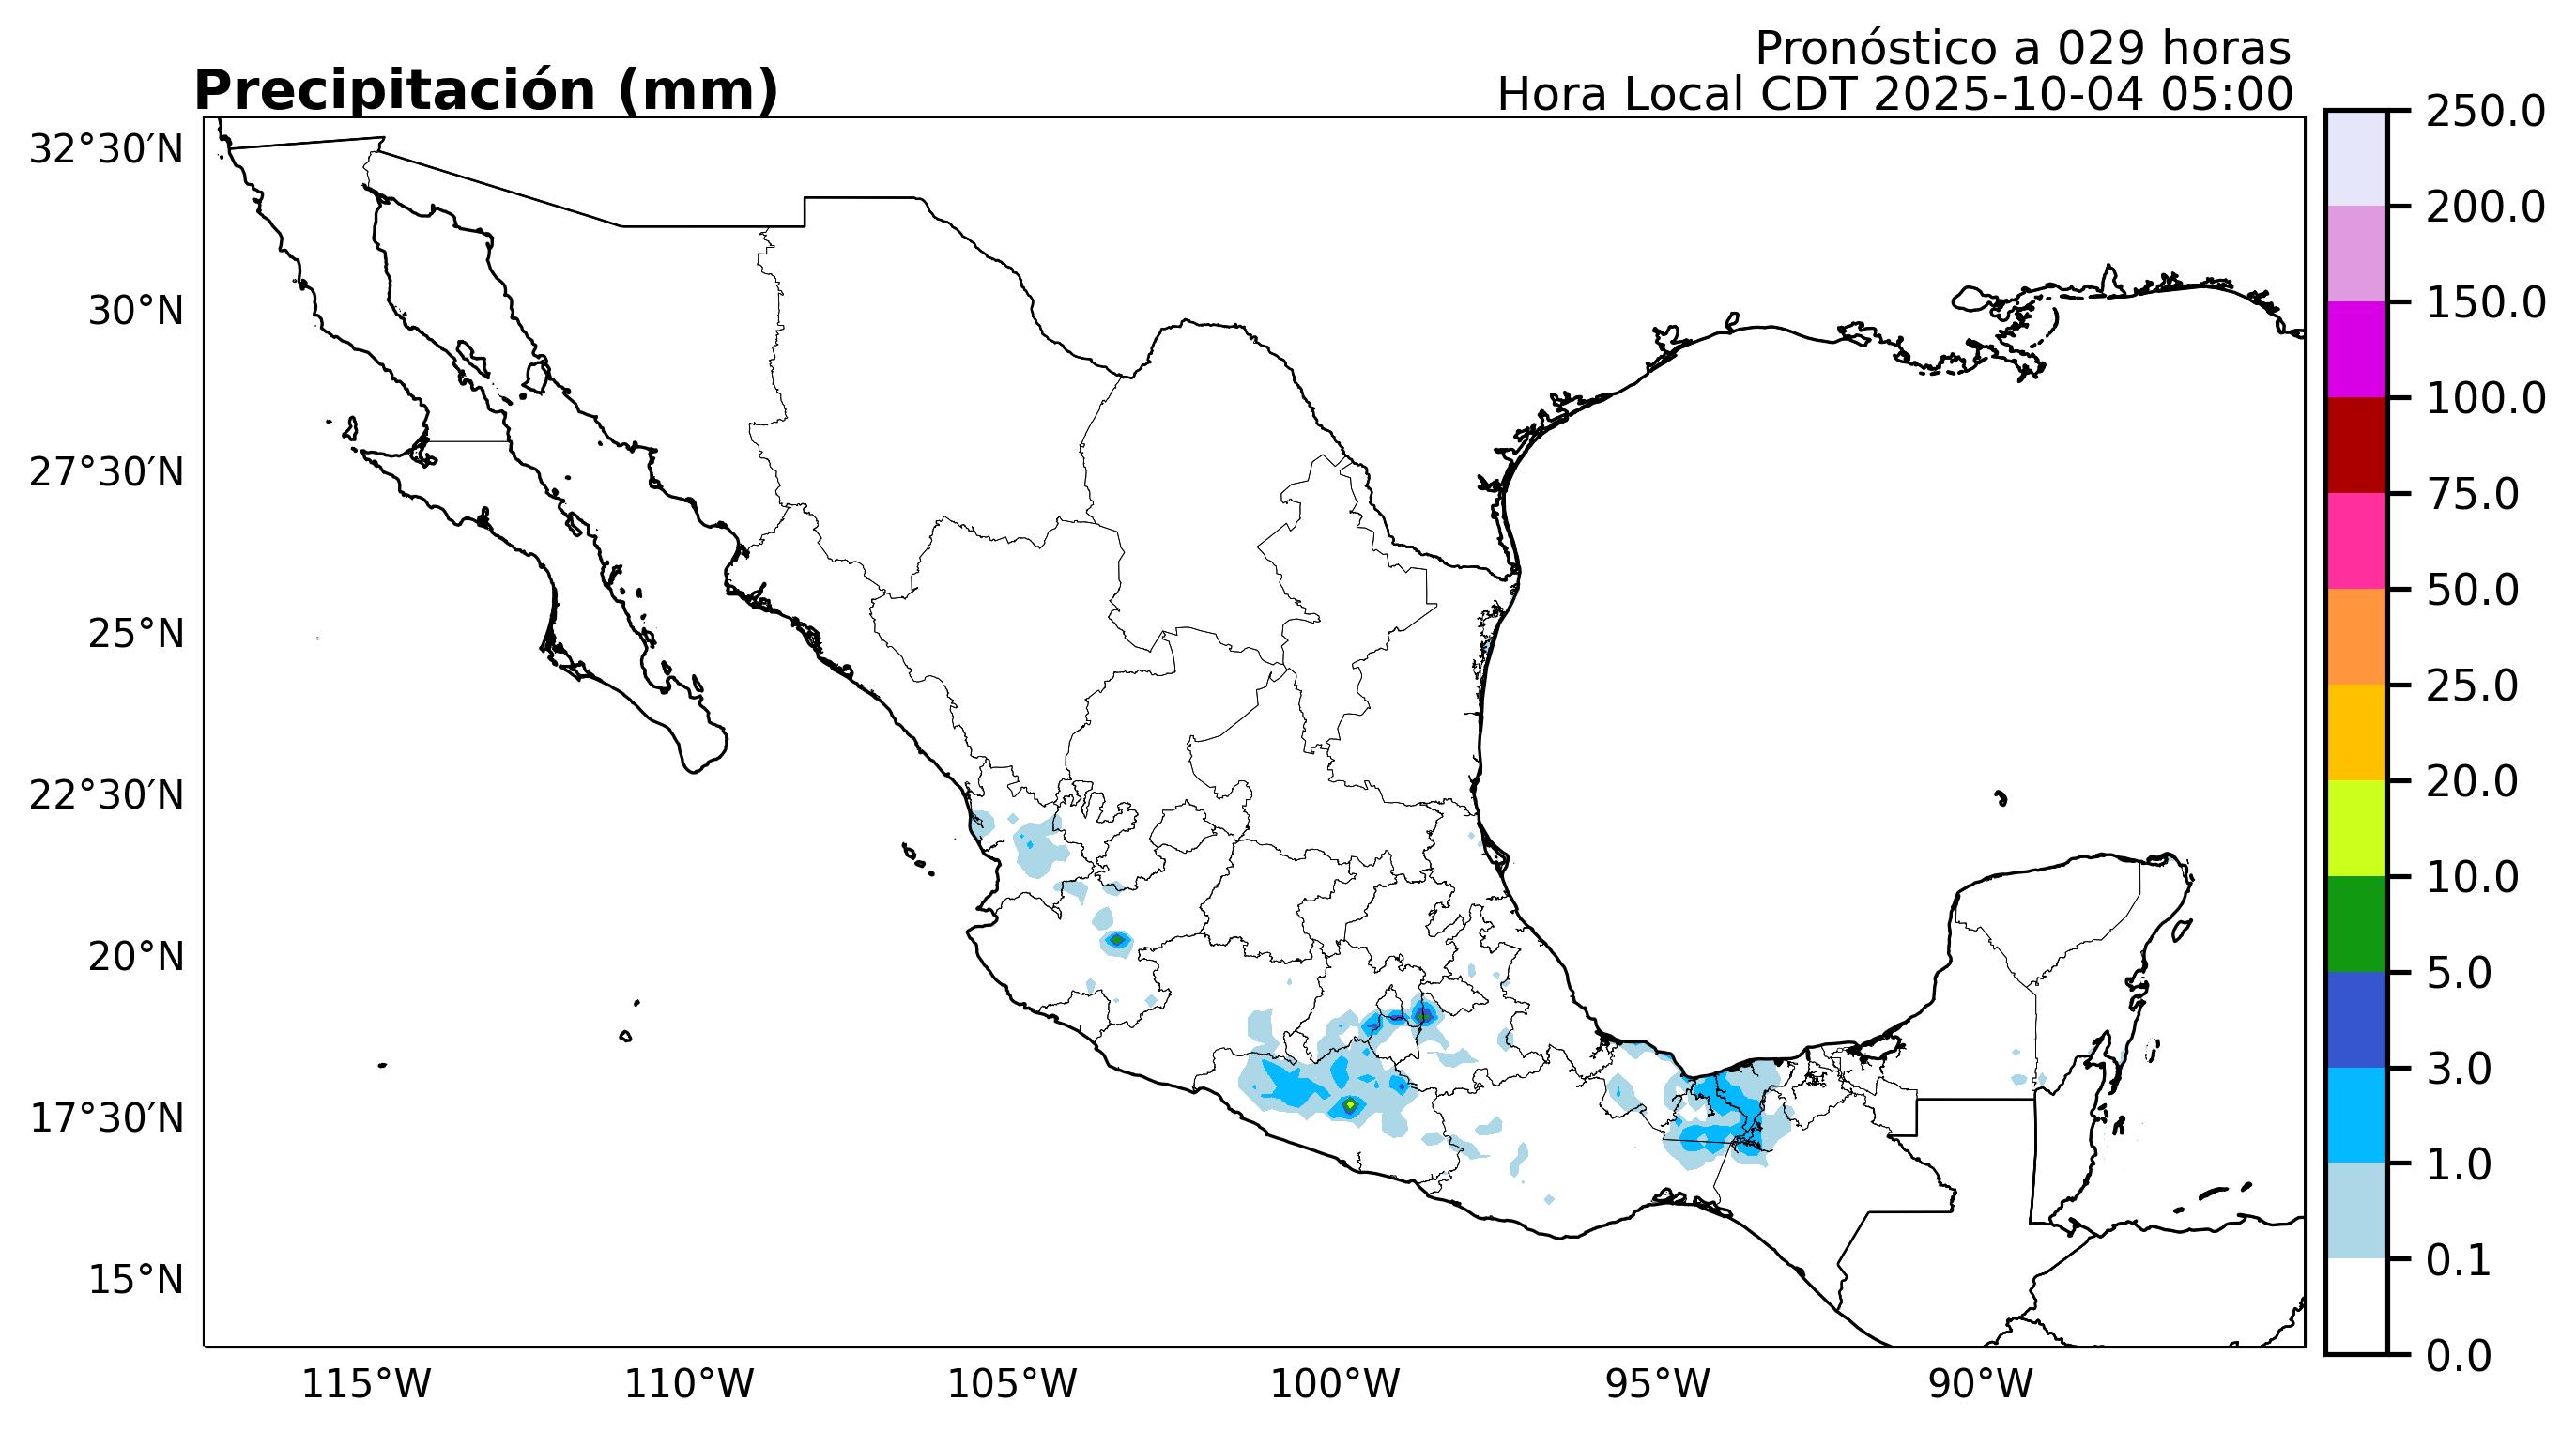 Pronóstico a 029 horas
Precipitación (mm)
Hora Local CDT 2025-10-04 05:00
32°30′N
30°N
27°30′N
25°N
22°30′N
20°N
17°30′N
15°N
115°W
110°W
105°W
100°W
95°W
90°W
250.0
200.0
150.0
100.0
75.0
50.0
25.0
20.0
10.0
5.0
3.0
1.0
0.1
0.0